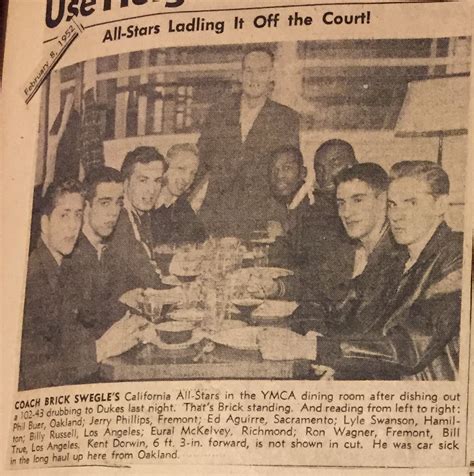 All-Stars Ladling It Off the Court!
February 8, 1952
COACH BRICK SWEGLE'S California All-Stars in the YMCA dining room after dishing out
a 102-43 drubbing to Dukes last night. That's Brick standing. And reading from left to right:
Phil Buer, Oakland; Jerry Phillips, Fremont; Ed Aguirre, Sacramento; Lyle Swanson, Hamil-
ton; Billy Russell, Los Angeles; Eural McKelvey, Richmond; Ron Wagner, Fremont, Bill
True, Los Angeles. Kent Dorwin, 6 ft. 3-in. forward, is not shown in cut. He was car sick
in the long haul up here from Oakland.